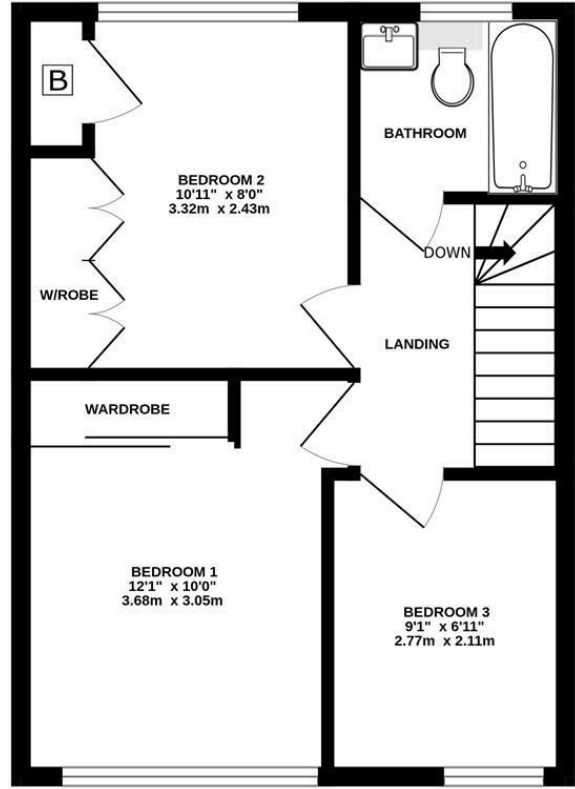 B
BATHROOM
BEDROOM 2
10'11" x 8'0"
3.32m x 2.43m
DOWN
W/ROBE
LANDING
WARDROBE
BEDROOM 1
12'1" x 10'0"
3.68m x 3.05m
BEDROOM 3
9'1" x 6'11"
2.77m x 2.11m